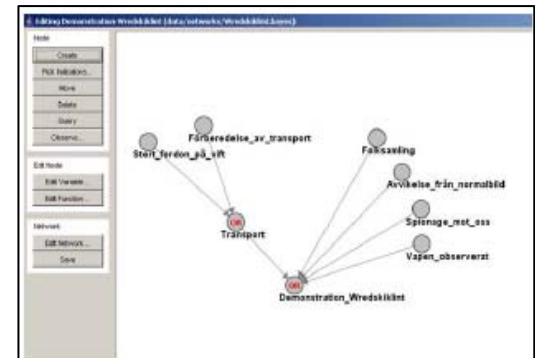 Editing Demonstration Wredskiklint (data/networks/Wredskiklint.bayes)
Node
Create
Pick Indicators...
Move
Delete
Query
Observe...
Edit Node
Edit Variable...
Edit Function...
Network
Edit Network...
Save
Förberedelse_av_transport
Stort_fordon_på_vift
Folksamling
Avvikelse_från_normalbild
Spionage_mot_oss
Vapen_observerat
OR
Transport
OR
Demonstration_Wredskiklint